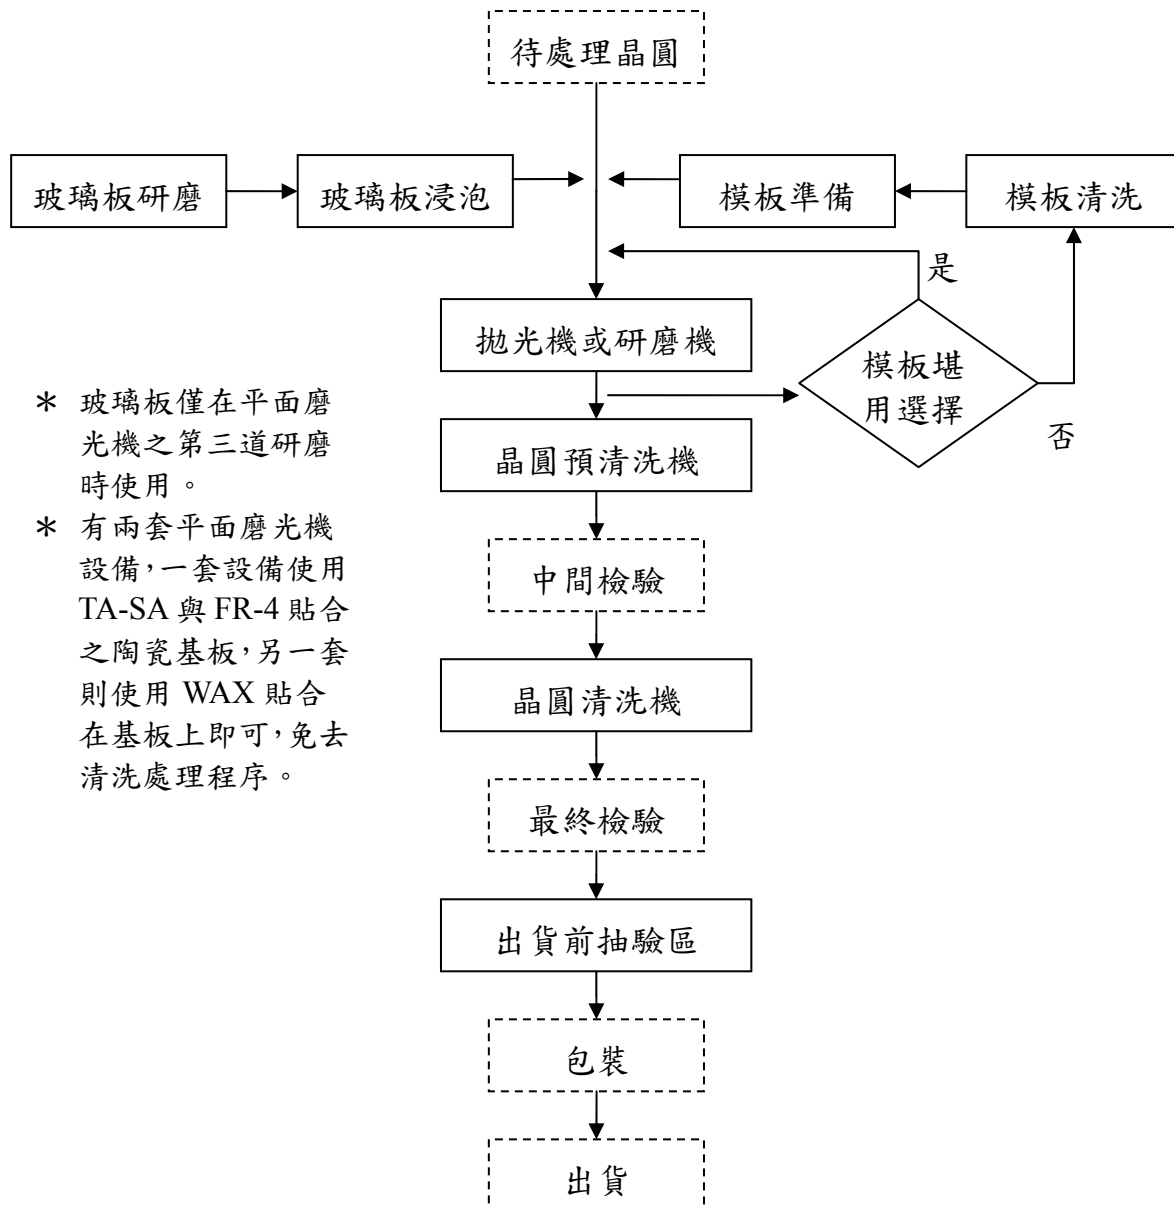 待處理晶圓
玻璃板研磨
玻璃板浸泡
模板準備
模板清洗
是
拋光機或研磨機
模板堪
用選擇
否
＊ 玻璃板僅在平面磨
光機之第三道研磨
時使用。
＊ 有兩套平面磨光機
設備，一套設備使用
TA-SA 與 FR-4 貼合
之陶瓷基板，另一套
則使用 WAX 貼合
在基板上即可，免去
清洗處理程序。
晶圓預清洗機
中間檢驗
晶圓清洗機
最終檢驗
出貨前抽驗區
包裝
出貨